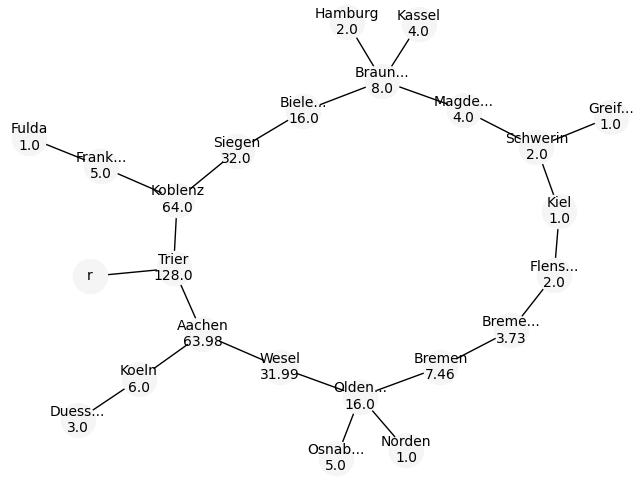 Hamburg
2.0
Kassel
4.0
Braun...
8.0
Biele...
16.0
Magde...
4.0
Greif...
1.0
Schwerin
2.0
Fulda
1.0
Frank...
5.0
Siegen
32.0
Koblenz
64.0
Kiel
1.0
r
Trier
128.0
Flens...
2.0
Aachen
63.98
Breme...
3.73
Wesel
31.99
Bremen
7.46
Koeln
6.0
Olden...
16.0
Duess...
3.0
Osnab...
5.0
Norden
1.0